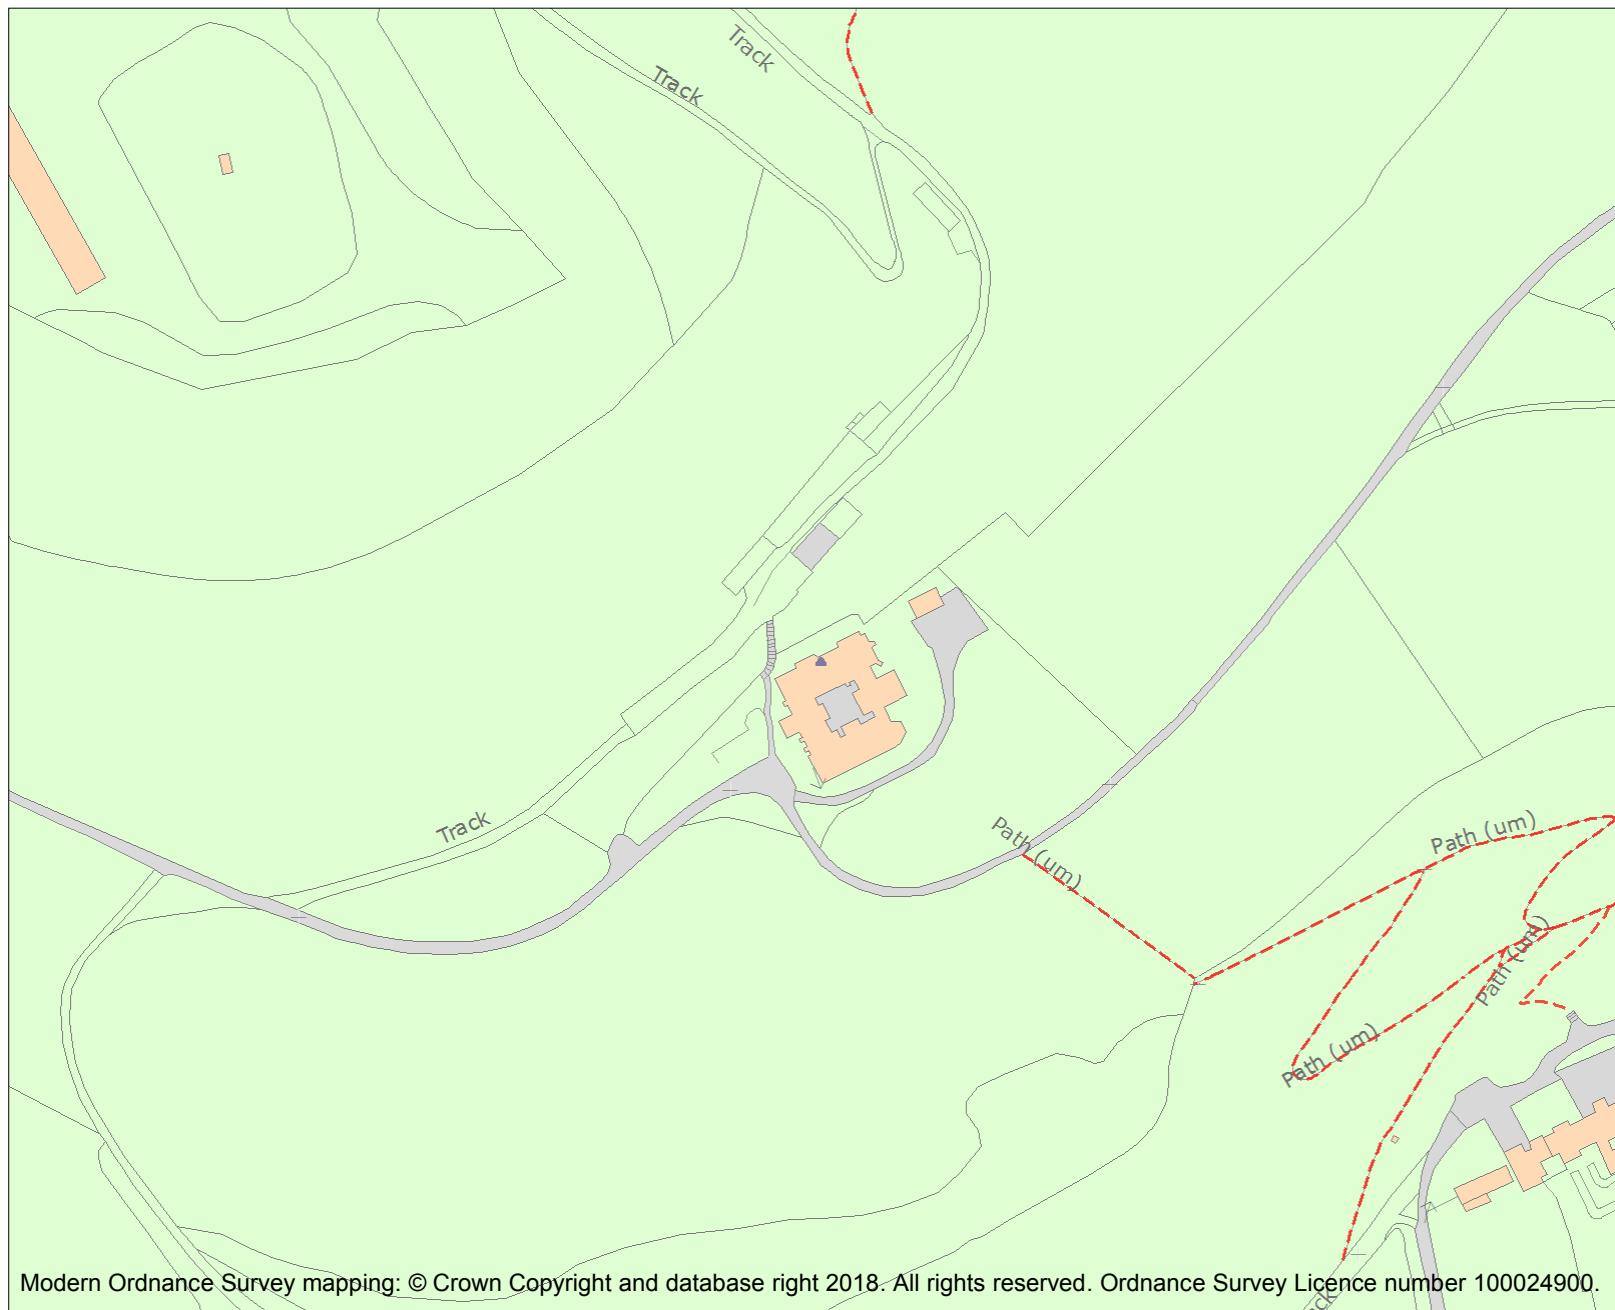 Track
Track
Track
Path (um)
Path (um)
Path (um)
Path (um)
Modern Ordnance Survey mapping: © Crown Copyright and database right 2018. All rights reserved. Ordnance Survey Licence number 100024900.